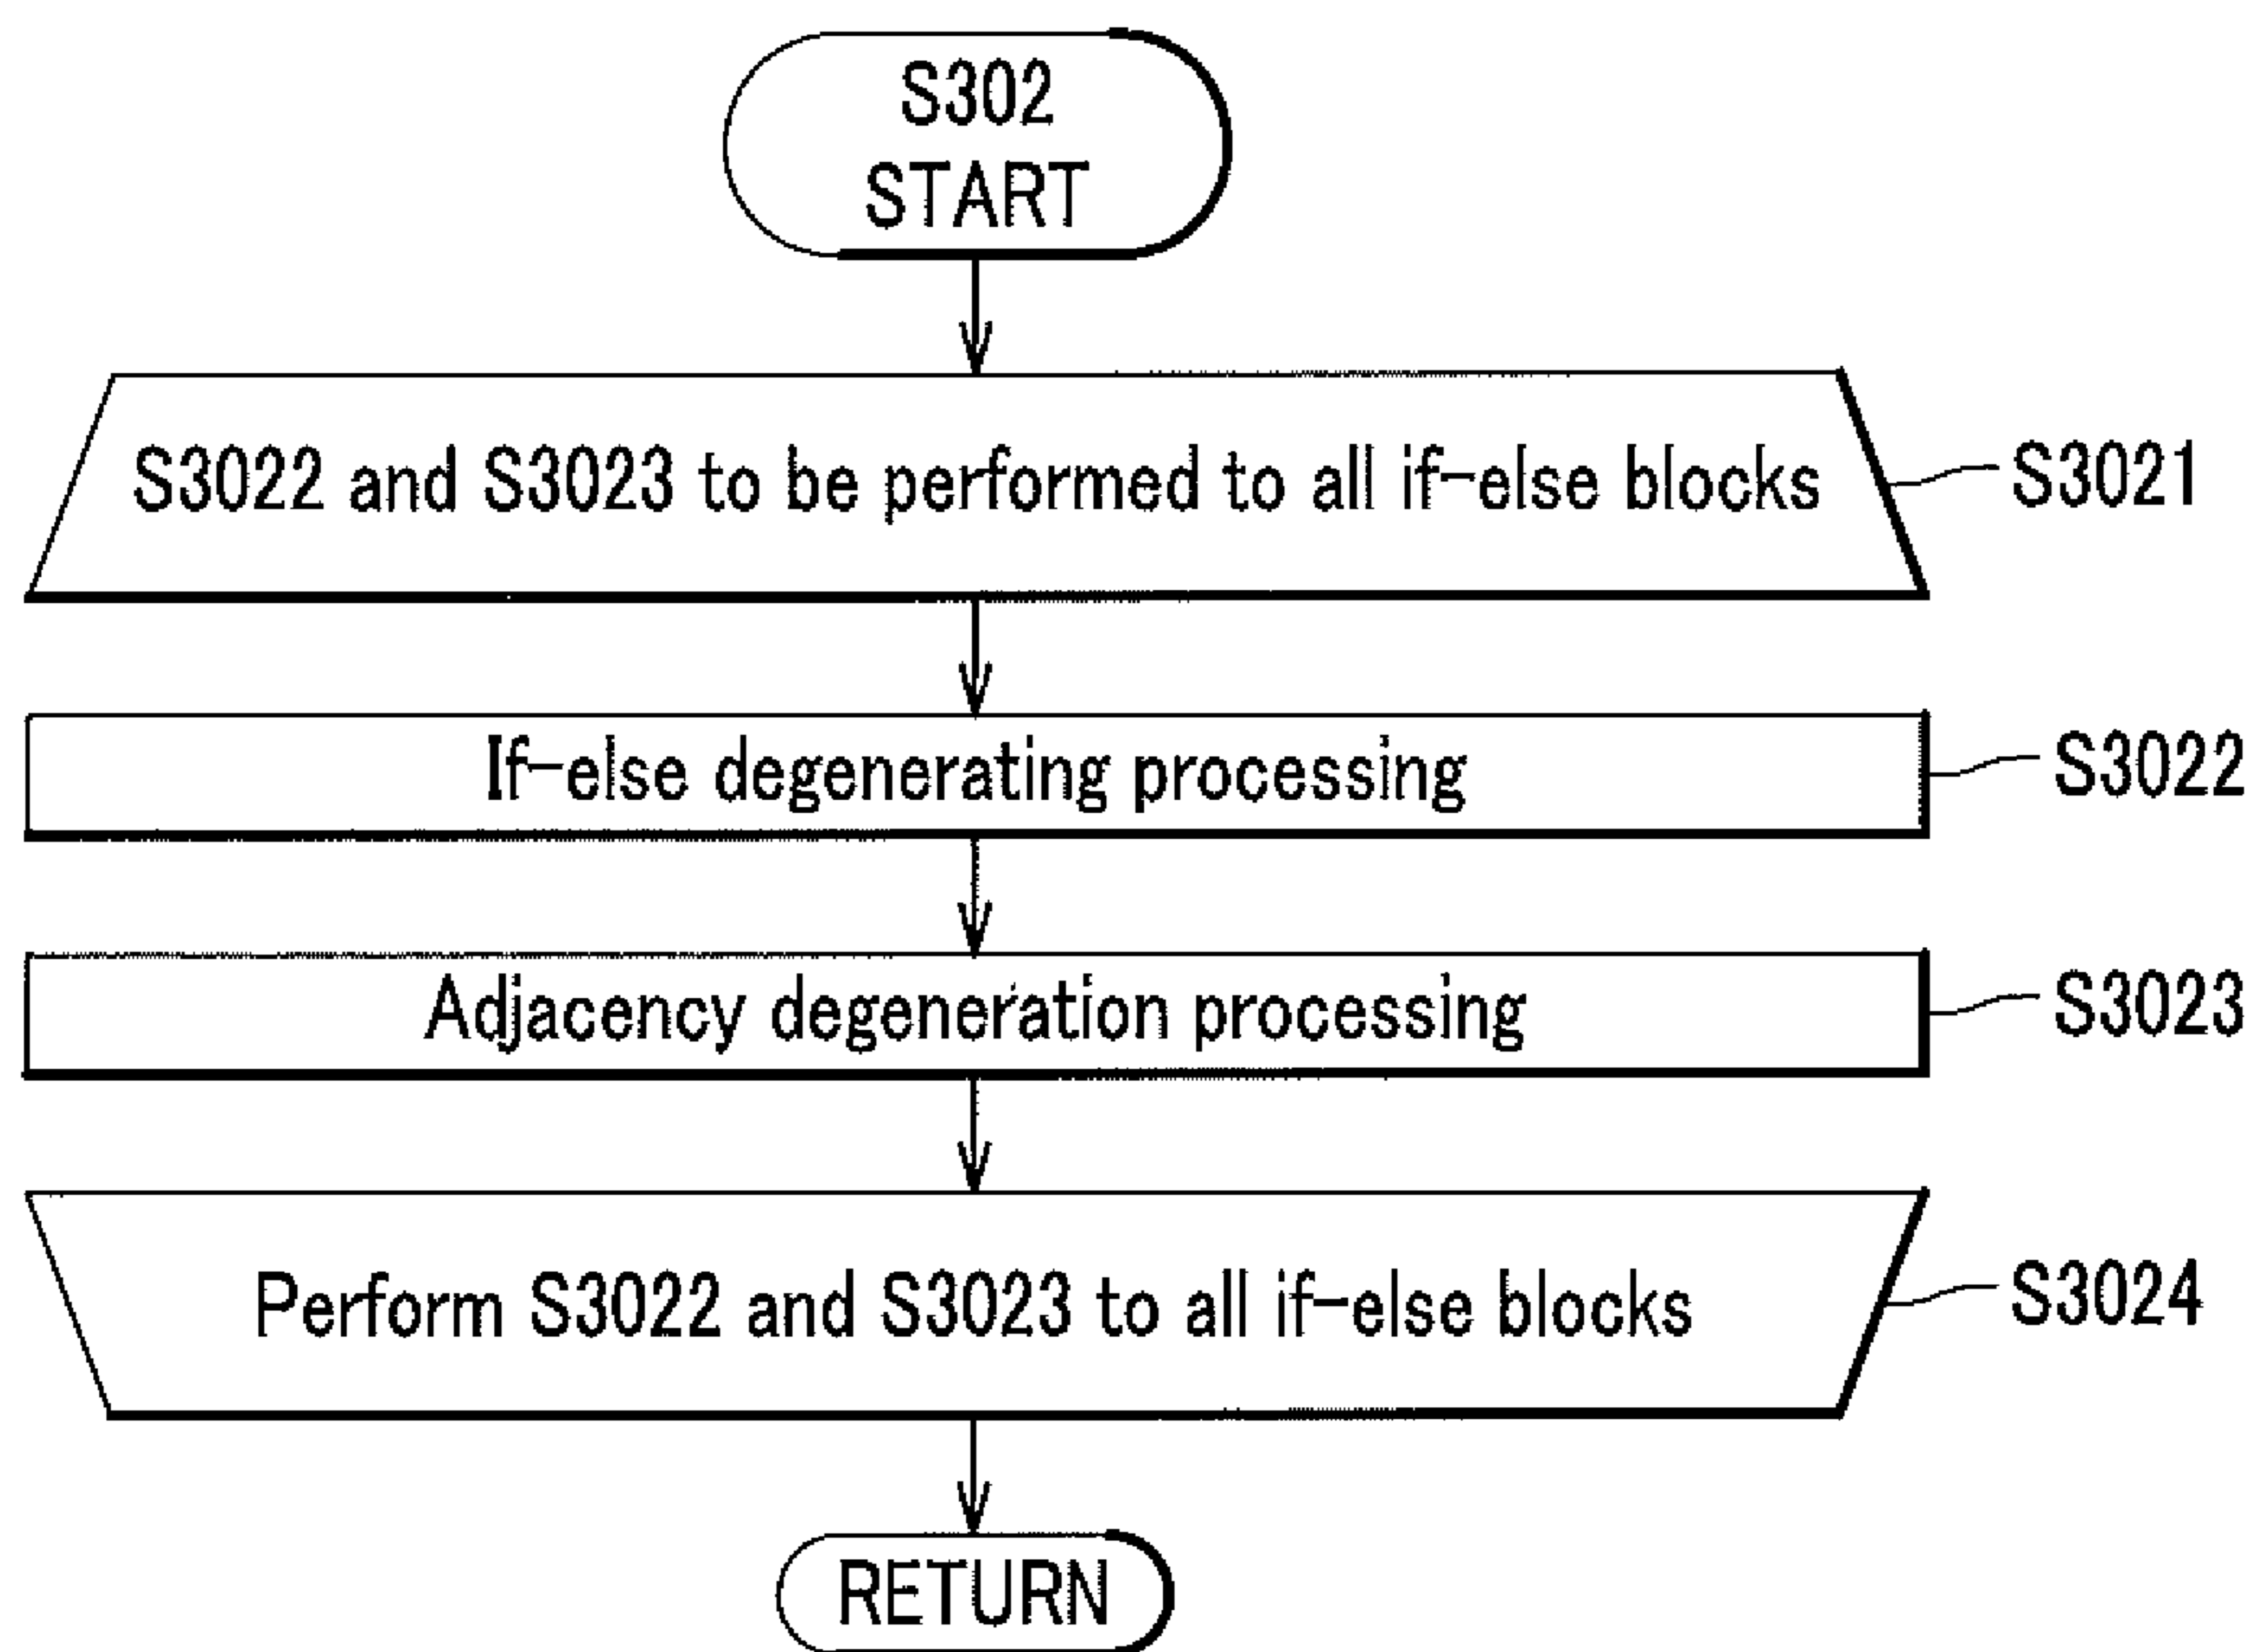 S302
START
S3022 and S3023 to be performed to all if-else blocks
S3021
If-else degenerating processing
S3022
Adjacency degeneration processing
S3023
Perform S3022 and S3023 to all if-else blocks
S3024
RETURN